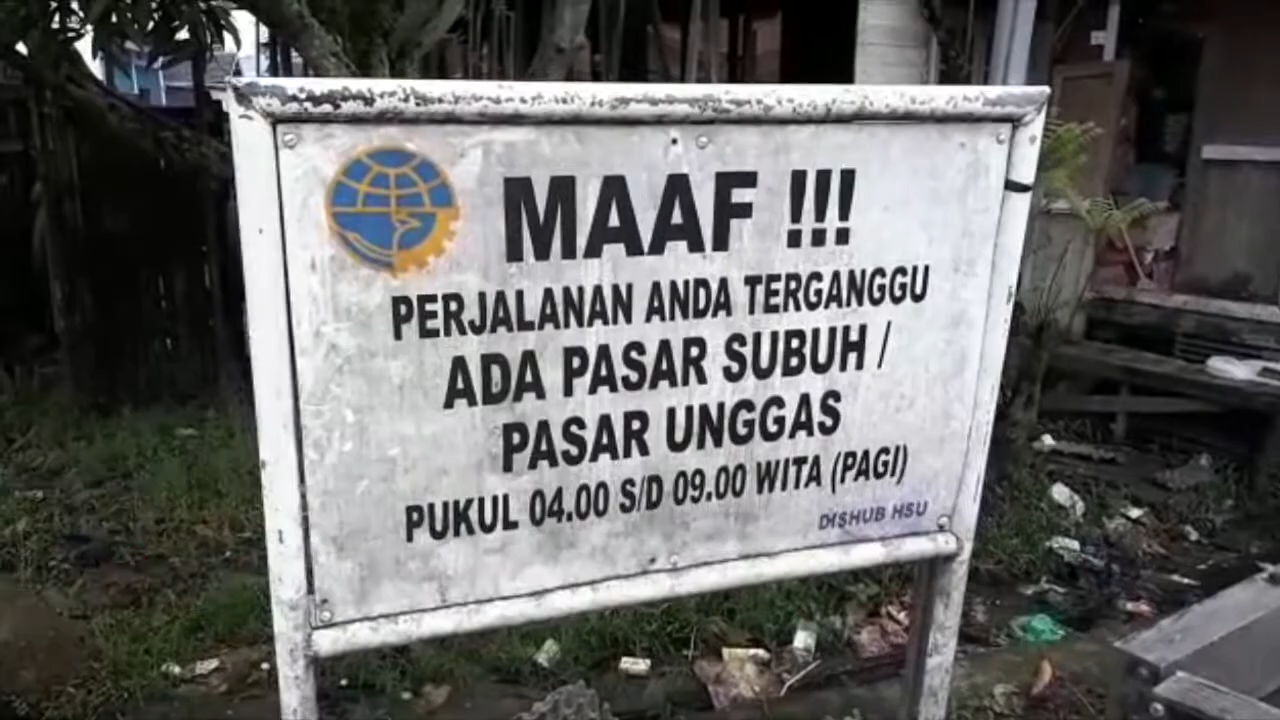 MAAF !!!
PERJALANAN ANDA TERGANGGU
ADA PASAR SUBUH /
PASAR UNGGAS
PUKUL 04.00 S/D 09.00 WITA (PAGI)
DISHUB HSU